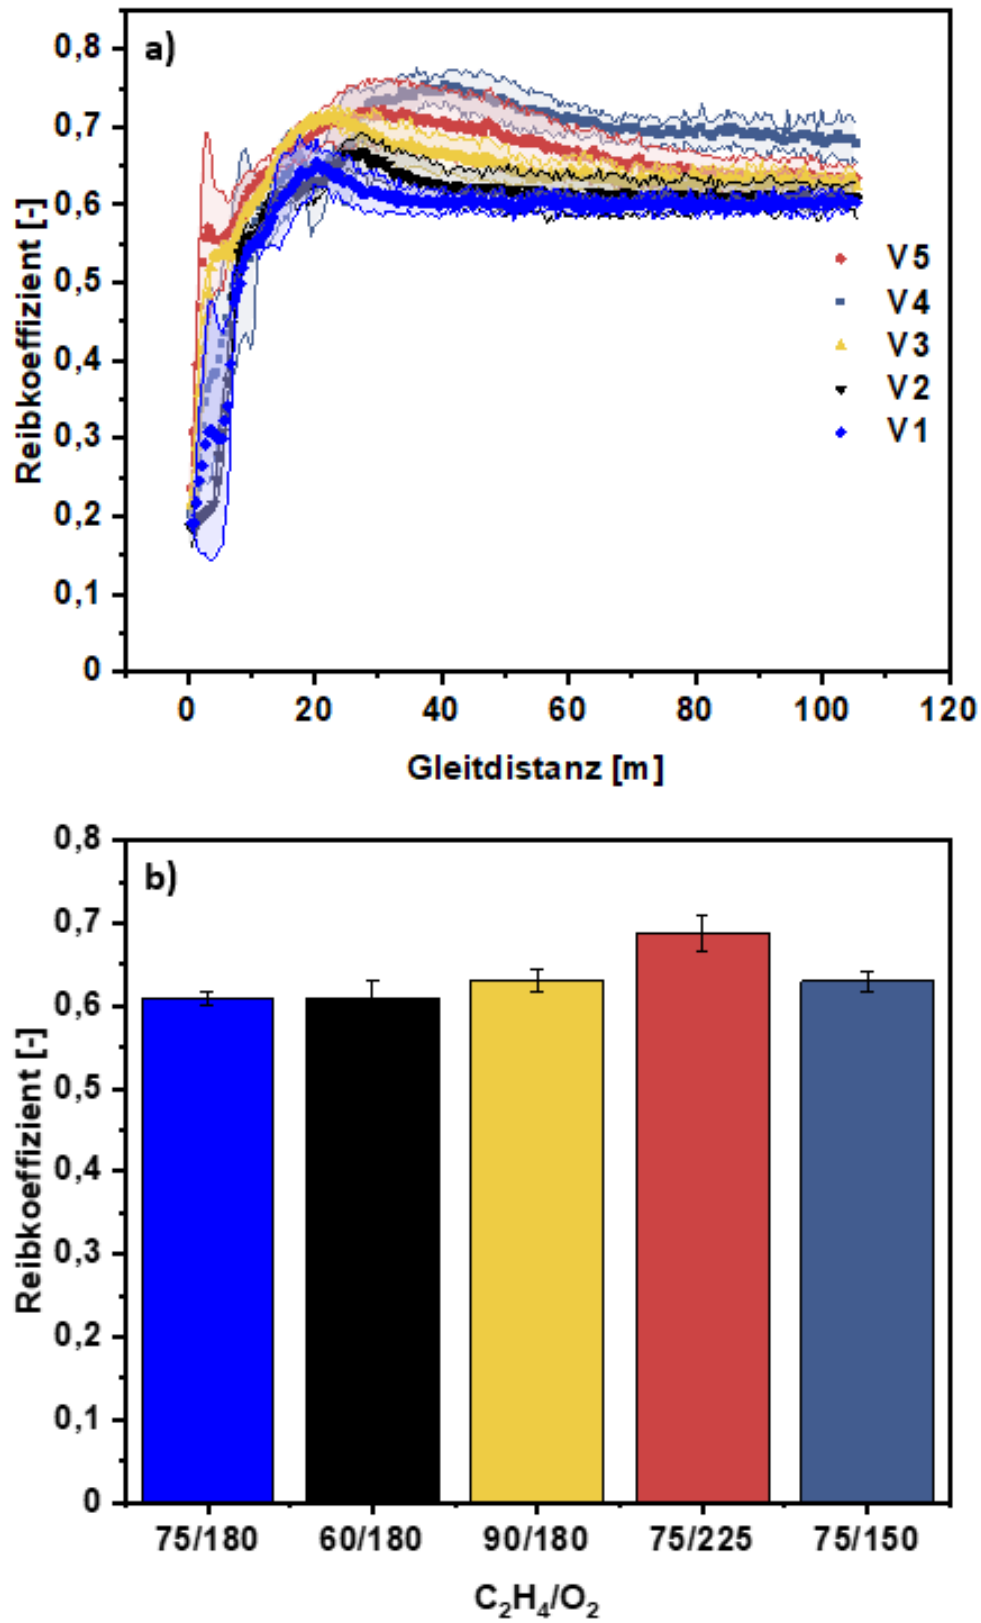 a)
0,8
0,7
0,6
0,5
0,4
0,3
0,2
0,1
0
Reibkoeffizient [-]
V5
V4
V3
V2
V1
0 20 40 60 80 100 120
Gleitdistanz [m]
b)
0,8
0,7
0,6
0,5
0,4
0,3
0,2
0,1
0
Reibkoeffizient [-]
75/180 60/180 90/180 75/225 75/150
C₂H₄/O₂